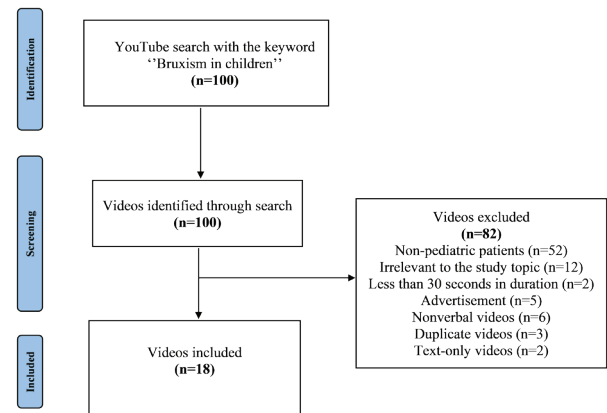 Identification
YouTube search with the keyword
‘‘Bruxism in children’’
(n=100)
Screening
Videos identified through search
(n=100)
Videos excluded
(n=82)
Non-pediatric patients (n=52)
Irrelevant to the study topic (n=12)
Less than 30 seconds in duration (n=2)
Advertisement (n=5)
Nonverbal videos (n=6)
Duplicate videos (n=3)
Text-only videos (n=2)
Included
Videos included
(n=18)